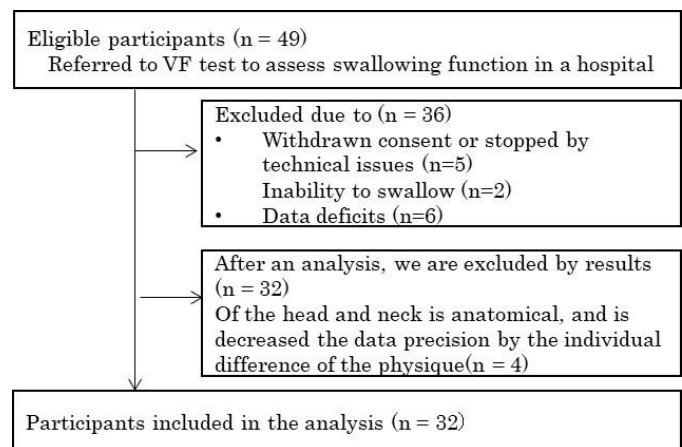 Eligible participants (n = 49)
Referred to VF test to assess swallowing function in a hospital
Excluded due to (n = 36)
• Withdrawn consent or stopped by
technical issues (n=5)
Inability to swallow (n=2)
• Data deficits (n=6)
After an analysis, we are excluded by results
(n = 32)
Of the head and neck is anatomical, and is
decreased the data precision by the individual
difference of the physique(n = 4)
Participants included in the analysis (n = 32)